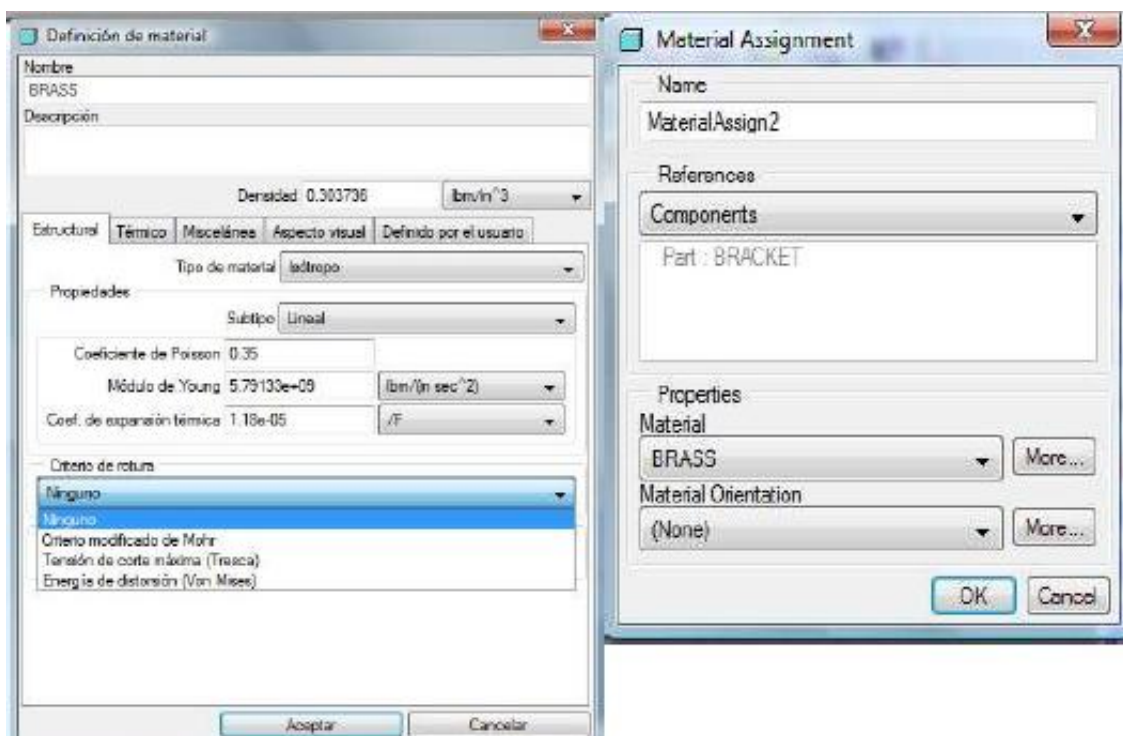 Definición de material
Nombre
BRASS
Descripción
Densidad 0.303736 lbm/in^3
Estructural Térmico Miscelánea Aspecto visual Definido por el usuario
Tipo de material Isótropo
Propiedades
Subtipo Lineal
Coeficiente de Poisson 0.35
Módulo de Young 5.79133e+09 lbm/(in sec^2)
Coef. de expansión térmica 1.18e-05 /F
Criterio de rotura
Ninguno
Ninguno
Criterio modificado de Mohr
Tensión de corte máxima (Tresca)
Energía de distorsión (Von Mises)
Aceptar Cancelar
Material Assignment
Name
MaterialAssign2
References
Components
Part : BRACKET
Properties
Material
BRASS More...
Material Orientation
(None) More...
OK Cancel